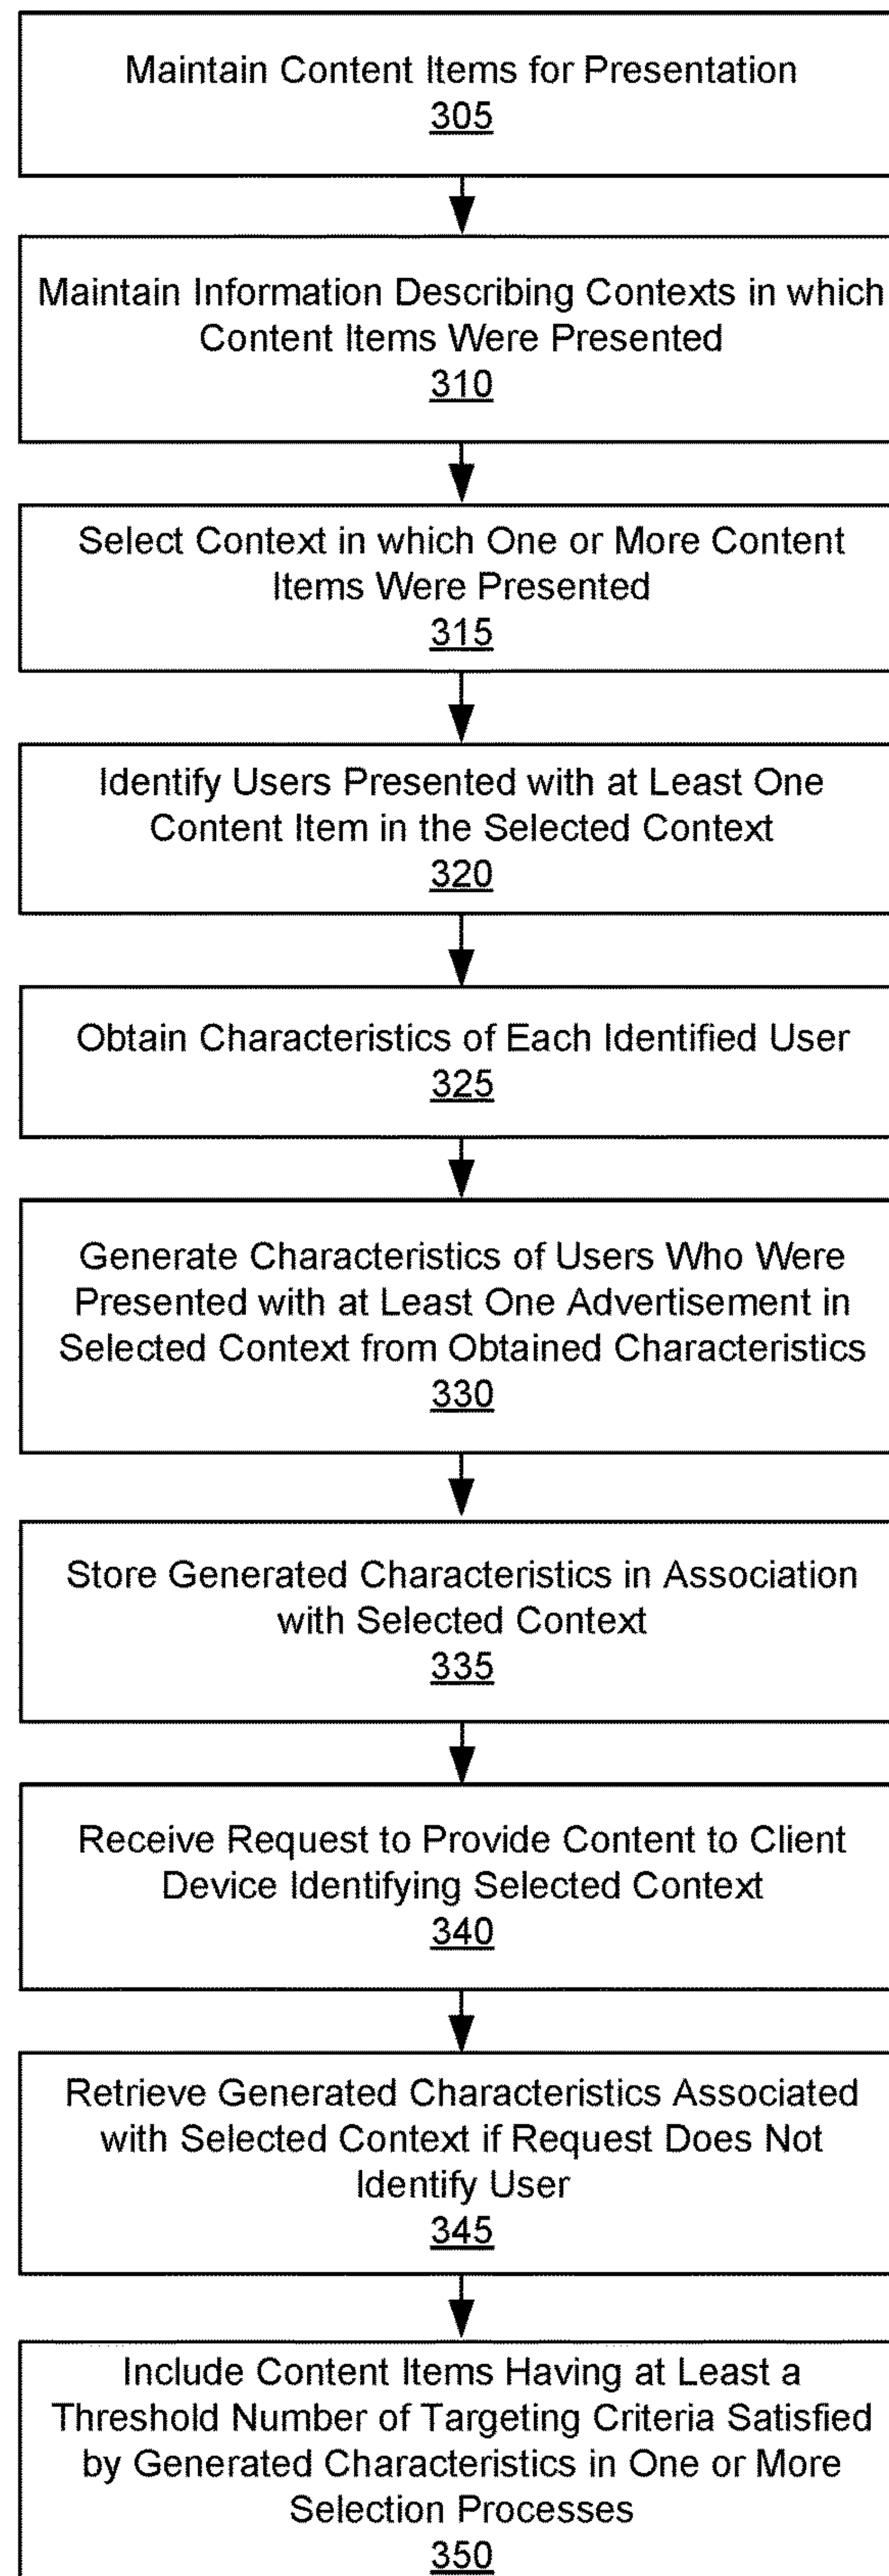 Maintain Content Items for Presentation
305
Maintain Information Describing Contexts in which
Content Items Were Presented
310
Select Context in which One or More Content
Items Were Presented
315
Identify Users Presented with at Least One
Content Item in the Selected Context
320
Obtain Characteristics of Each Identified User
325
Generate Characteristics of Users Who Were
Presented with at Least One Advertisement in
Selected Context from Obtained Characteristics
330
Store Generated Characteristics in Association
with Selected Context
335
Receive Request to Provide Content to Client
Device Identifying Selected Context
340
Retrieve Generated Characteristics Associated
with Selected Context if Request Does Not
Identify User
345
Include Content Items Having at Least a
Threshold Number of Targeting Criteria Satisfied
by Generated Characteristics in One or More
Selection Processes
350